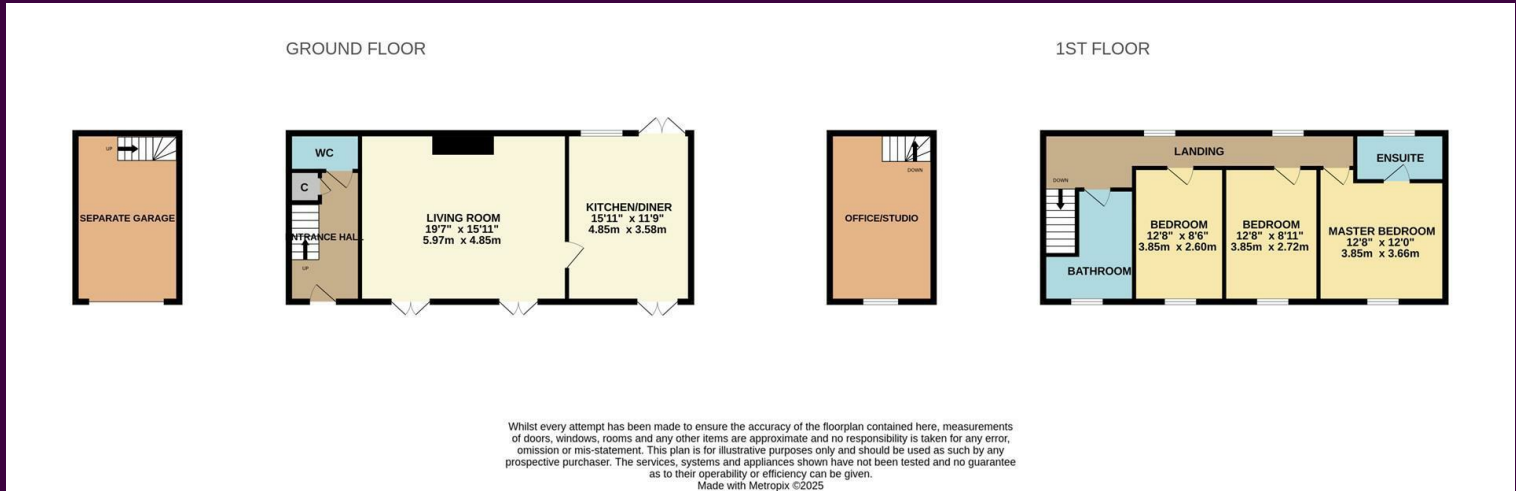 GROUND FLOOR
1ST FLOOR
UP
SEPARATE GARAGE
WC
C
ENTRANCE HALL
UP
LIVING ROOM
19'7" x 15'11"
5.97m x 4.85m
KITCHEN/DINER
15'11" x 11'9"
4.85m x 3.58m
DOWN
OFFICE/STUDIO
LANDING
ENSUITE
DOWN
BATHROOM
BEDROOM
12'8" x 8'6"
3.85m x 2.60m
BEDROOM
12'8" x 8'11"
3.85m x 2.72m
MASTER BEDROOM
12'8" x 12'0"
3.85m x 3.66m
Whilst every attempt has been made to ensure the accuracy of the floorplan contained here, measurements
of doors, windows, rooms and any other items are approximate and no responsibility is taken for any error,
omission or mis-statement. This plan is for illustrative purposes only and should be used as such by any
prospective purchaser. The services, systems and appliances shown have not been tested and no guarantee
as to their operability or efficiency can be given.
Made with Metropix ©2025